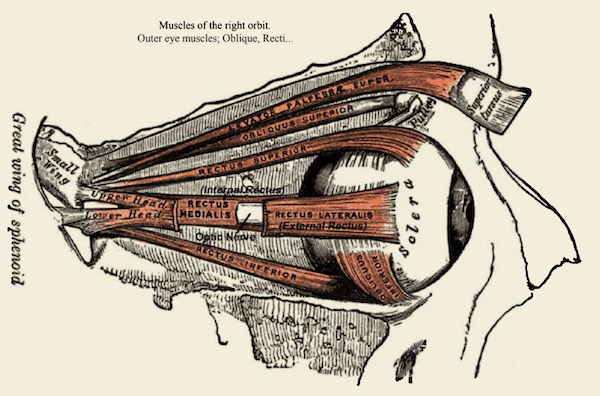 Muscles of the right orbit.
Outer eye muscles; Oblique, Recti...
LEVATOR PALPEBRÆ SUPER.
OBLIQUUS SUPERIOR
RECTUS SUPERIOR
Superior
Tarsus
Pulley
Small
Wing
(Internal Rectus)
Upper Head
Lower Head
RECTUS
MEDIALIS
RECTUS LATERALIS
(External Rectus)
Optic Nerve
RECTUS INFERIOR
OBLIQUUS
INFERIOR
Sclera
Great wing of sphenoid